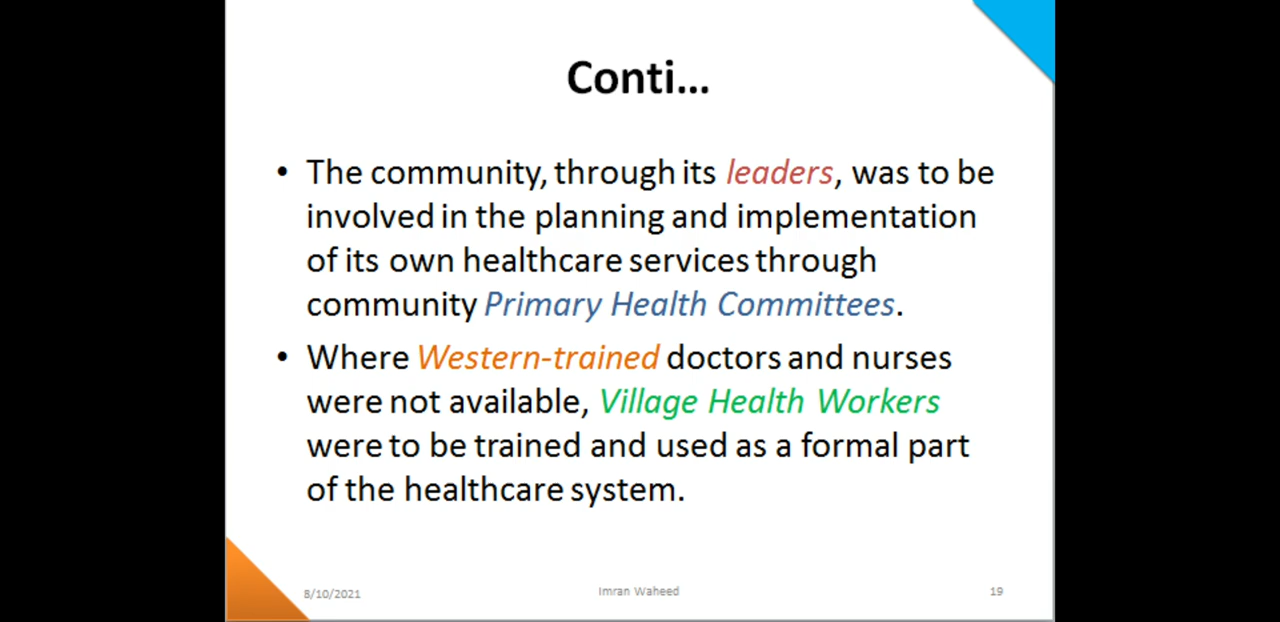 Conti...
• The community, through its leaders, was to be
involved in the planning and implementation
of its own healthcare services through
community Primary Health Committees.
• Where Western-trained doctors and nurses
were not available, Village Health Workers
were to be trained and used as a formal part
of the healthcare system.
8/10/2021
Imran Waheed
19